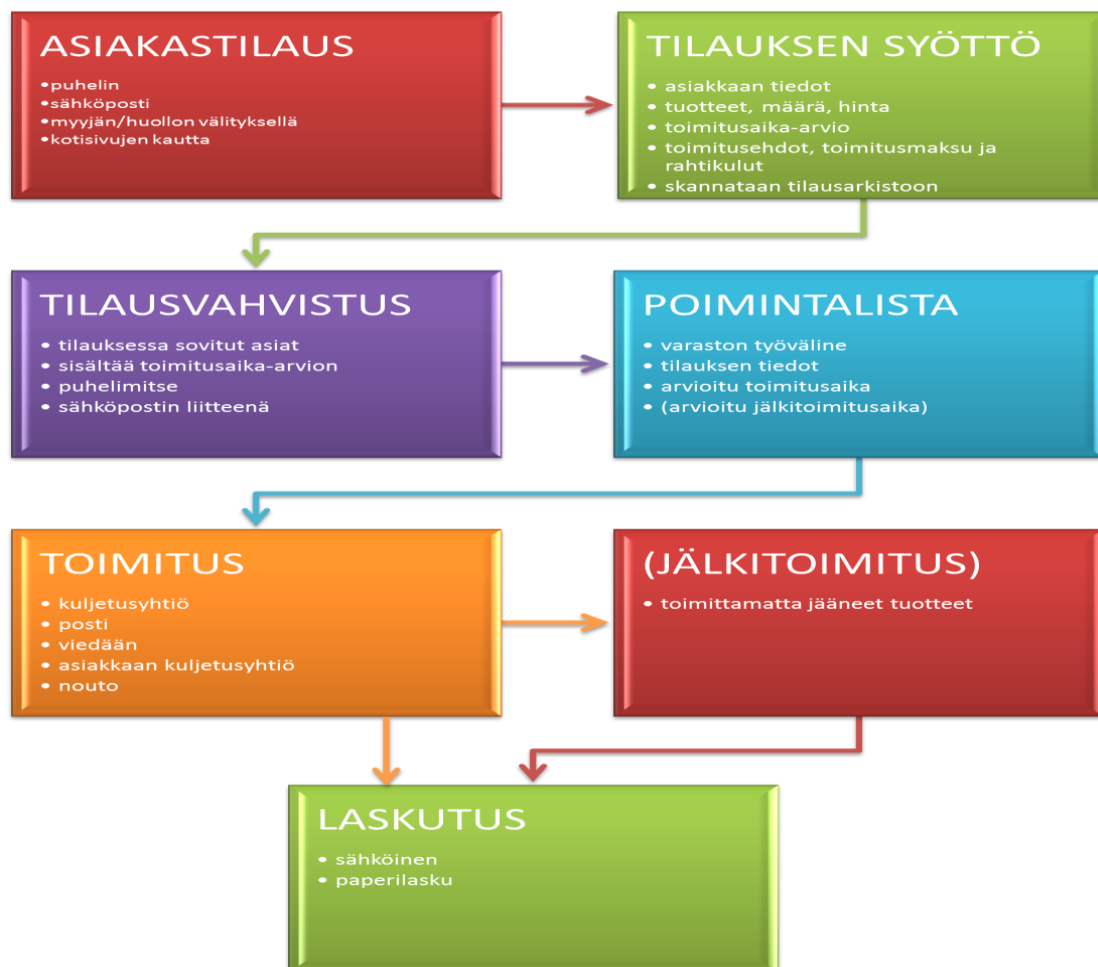 ASIAKASTILAUS
•puhelin
•sähköposti
•myyjän/huollon välityksellä
•kotisivujen kautta
TILAUKSEN SYÖTTÖ
• asiakkaan tiedot
• tuotteet, määrä, hinta
• toimitusaika-arvio
• toimitusehdot, toimitusmaksu ja
rahtikulut
• skannataan tilausarkistoon
TILAUSVAHVISTUS
• tilauksessa sovitut asiat
• sisältää toimitusaika-arvion
• puhelimitse
• sähköpostin liitteenä
POIMINTALISTA
• varaston työväline
• tilauksen tiedot
• arvioitu toimitusaika
• (arvioitu jälkitoimitusaika)
TOIMITUS
• kuljetusyhtiö
• posti
• viedään
• asiakkaan kuljetusyhtiö
• nouto
(JÄLKITOIMITUS)
• toimittamatta jääneet tuotteet
LASKUTUS
• sähköinen
• paperilasku